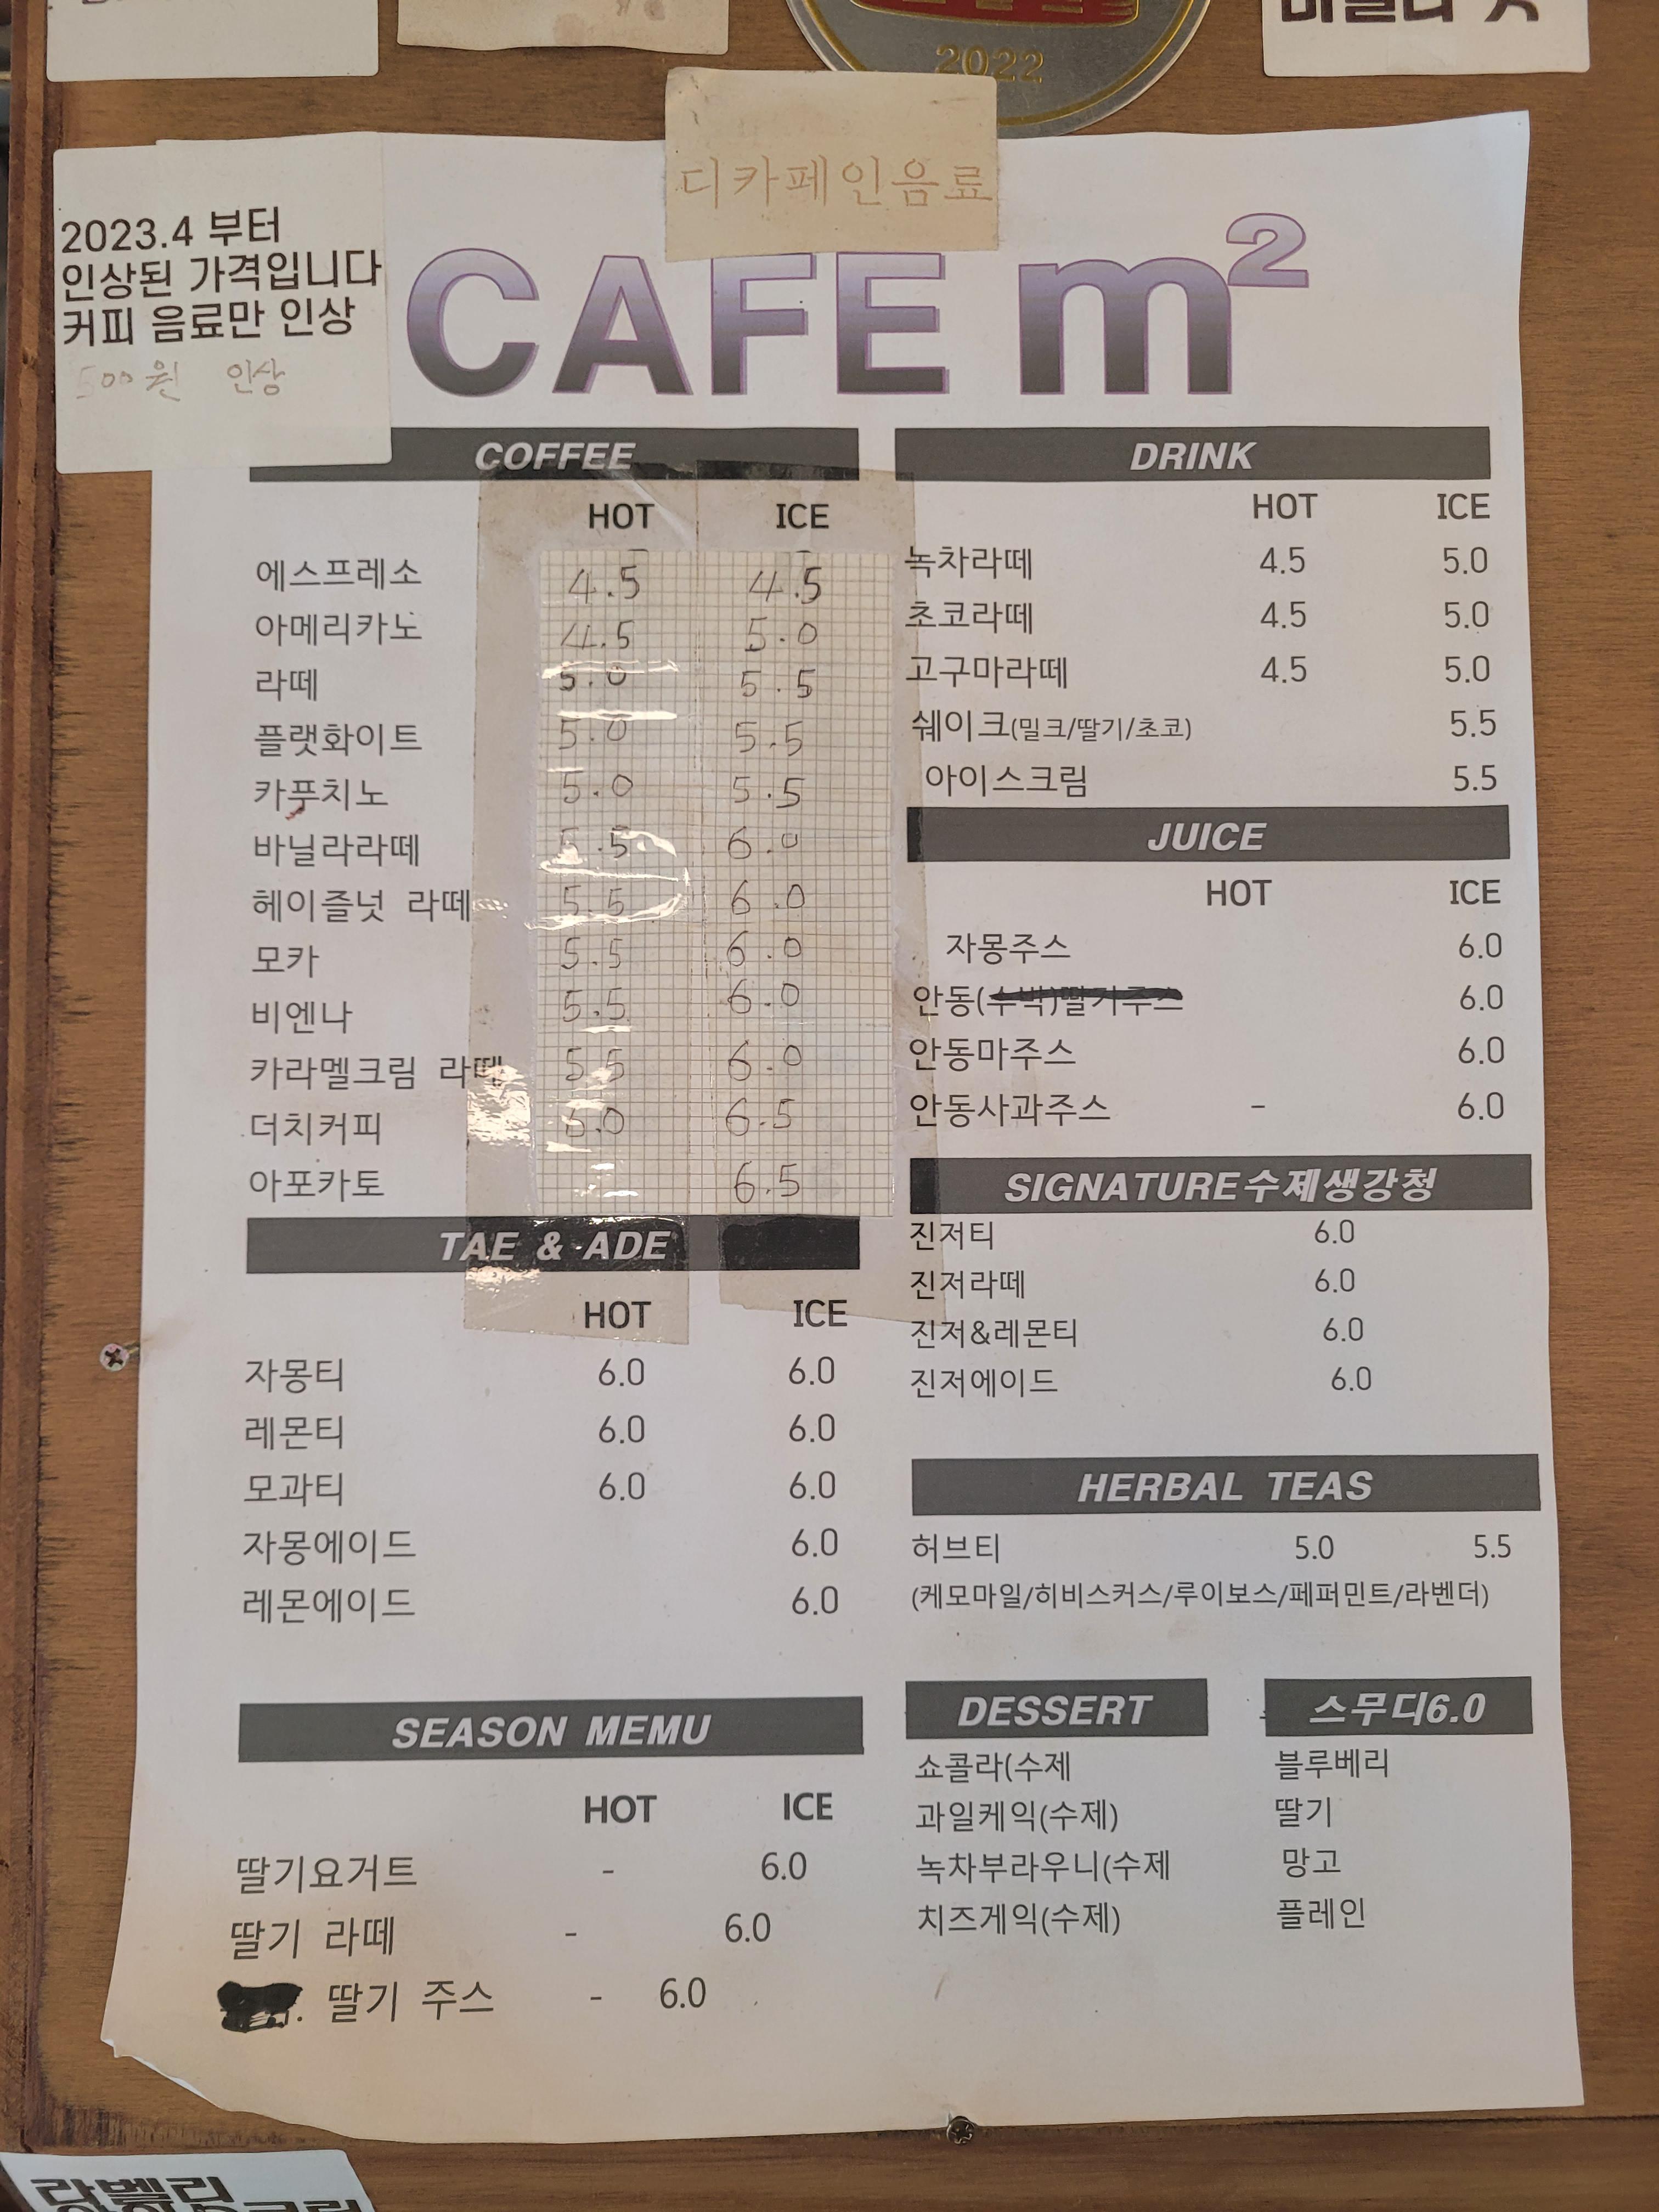 2022
디카페인음료
2023.4 부터
인상된 가격입니다
커피 음료만 인상
500원 인상
CAFE m²
COFFEE
HOT ICE
에스프레소 4.5 4.5
아메리카노 4.5 5.0
라떼 5.0 5.5
플랫화이트 5.0 5.5
카푸치노 5.0 5.5
바닐라라떼 5.5 6.0
헤이즐넛 라떼 5.5 6.0
모카 5.5 6.0
비엔나 5.5 6.0
카라멜크림 라떼 5.5 6.0
더치커피 6.0 6.5
아포카토 6.5
TAE & ADE
HOT ICE
자몽티 6.0 6.0
레몬티 6.0 6.0
모과티 6.0 6.0
자몽에이드 6.0
레몬에이드 6.0
SEASON MEMU
HOT ICE
딸기요거트 - 6.0
딸기 라떼 - 6.0
딸기 주스 - 6.0
DRINK
HOT ICE
녹차라떼 4.5 5.0
초코라떼 4.5 5.0
고구마라떼 4.5 5.0
쉐이크(밀크/딸기/초코) 5.5
아이스크림 5.5
JUICE
HOT ICE
자몽주스 6.0
안동(수박)딸기주스 6.0
안동마주스 6.0
안동사과주스 - 6.0
SIGNATURE수제생강청
진저티 6.0
진저라떼 6.0
진저&레몬티 6.0
진저에이드 6.0
HERBAL TEAS
허브티 5.0 5.5
(케모마일/히비스커스/루이보스/페퍼민트/라벤더)
DESSERT
쇼콜라(수제
과일케익(수제)
녹차부라우니(수제
치즈게익(수제)
스무디6.0
블루베리
딸기
망고
플레인